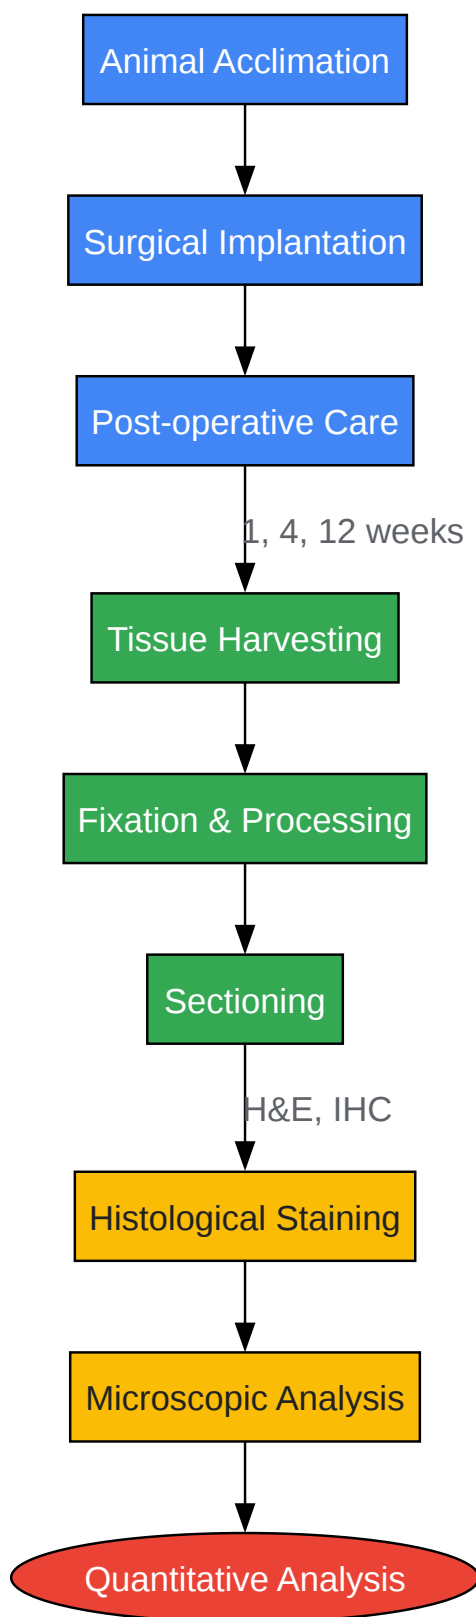 Animal Acclimation
Surgical Implantation
Post-operative Care
1, 4, 12 weeks
Tissue Harvesting
Fixation & Processing
Sectioning
H&E, IHC
Histological Staining
Microscopic Analysis
Quantitative Analysis